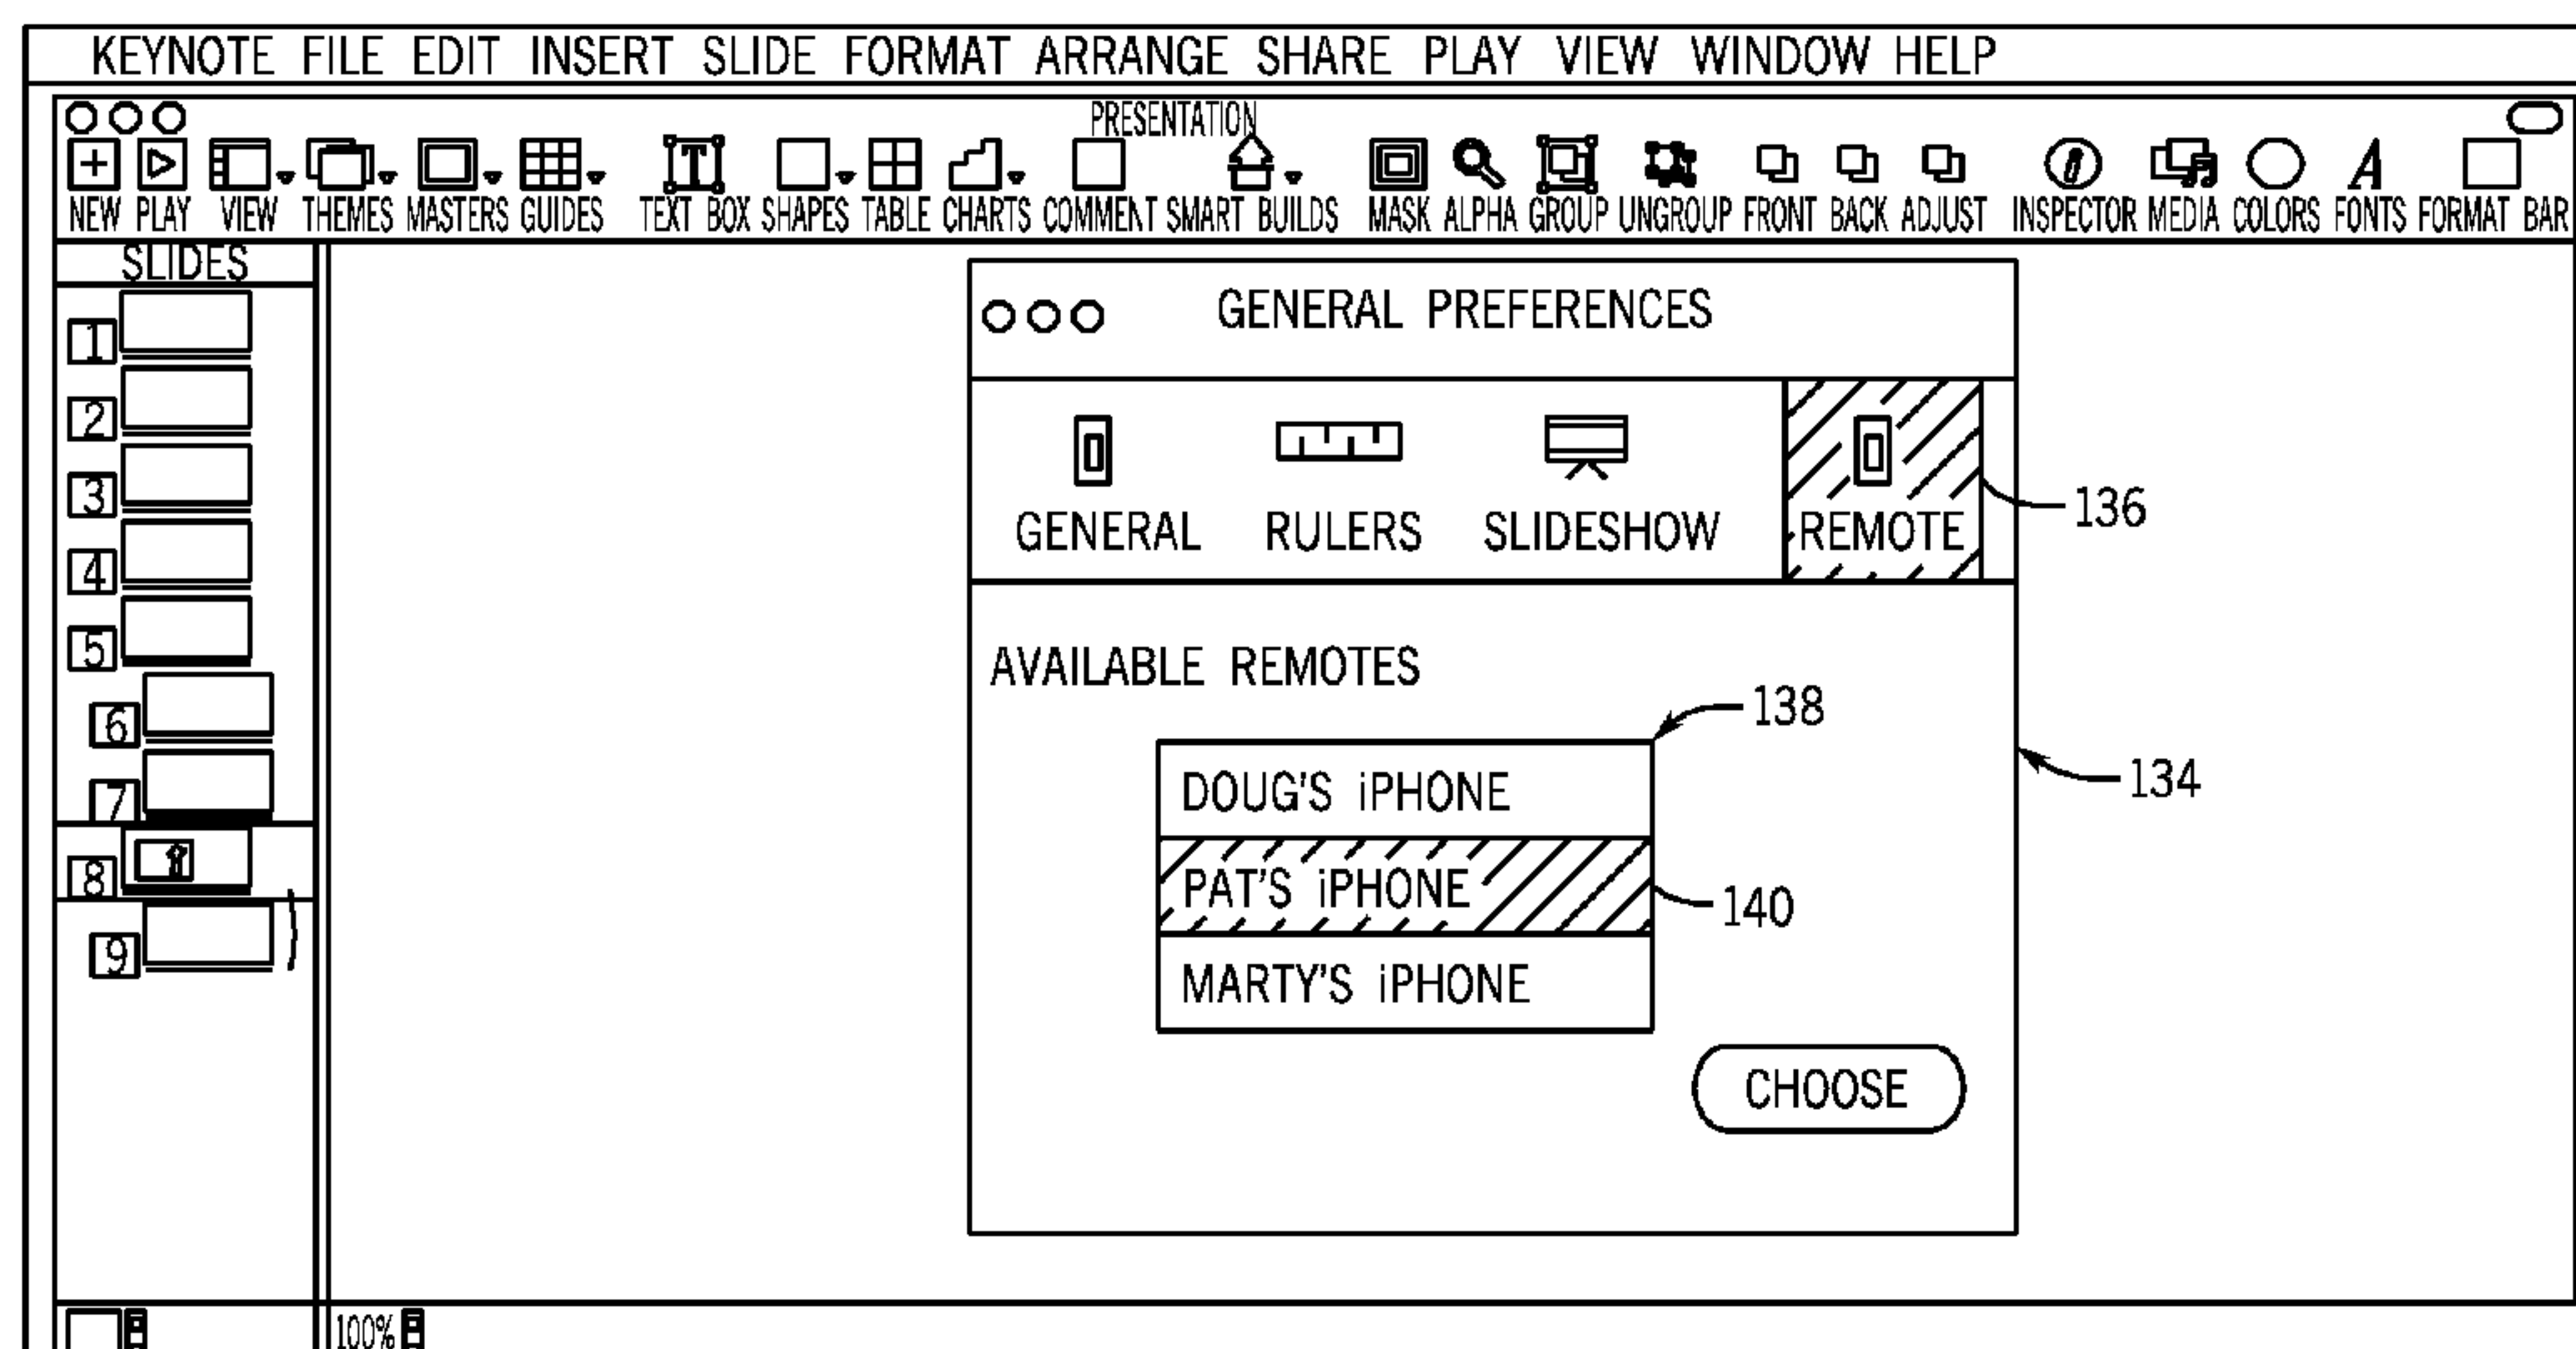 KEYNOTE FILE EDIT INSERT SLIDE FORMAT ARRANGE SHARE PLAY VIEW WINDOW HELP
PRESENTATION
NEW PLAY VIEW THEMES MASTERS GUIDES TEXT BOX SHAPES TABLE CHARTS COMMENT SMART BUILDS MASK ALPHA GROUP UNGROUP FRONT BACK ADJUST INSPECTOR MEDIA COLORS FONTS FORMAT BAR
SLIDES
1
2
3
4
5
6
7
8
9
GENERAL PREFERENCES
GENERAL RULERS SLIDESHOW REMOTE
136
AVAILABLE REMOTES
138
134
DOUG'S iPHONE
PAT'S iPHONE
140
MARTY'S iPHONE
CHOOSE
100%